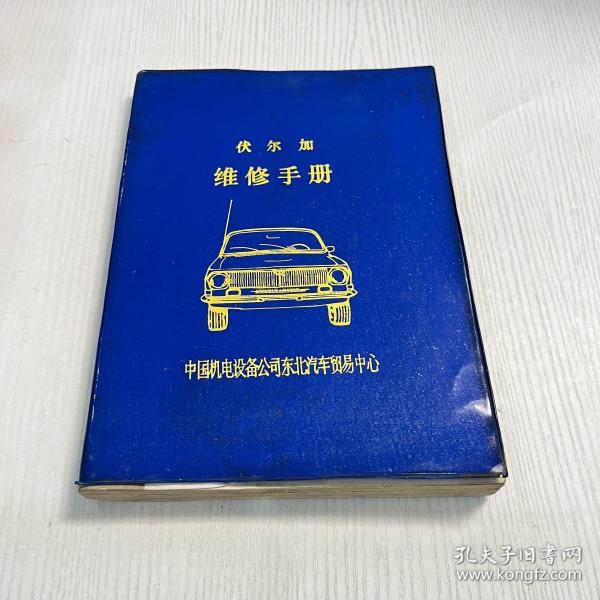 伏尔加
维修手册
中国机电设备公司东北汽车贸易中心
孔夫子旧书网
www.kongfz.com